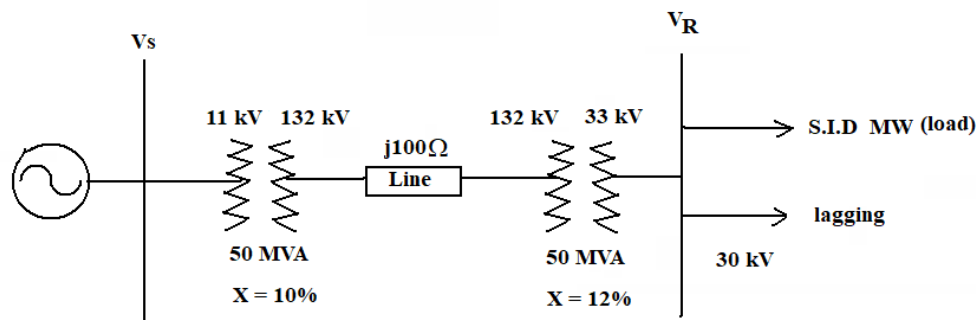 Vs
V_R
11 kV 132 kV
132 kV 33 kV
j100Ω
Line
S.I.D MW (load)
lagging
50 MVA
50 MVA
30 kV
X = 10%
X = 12%